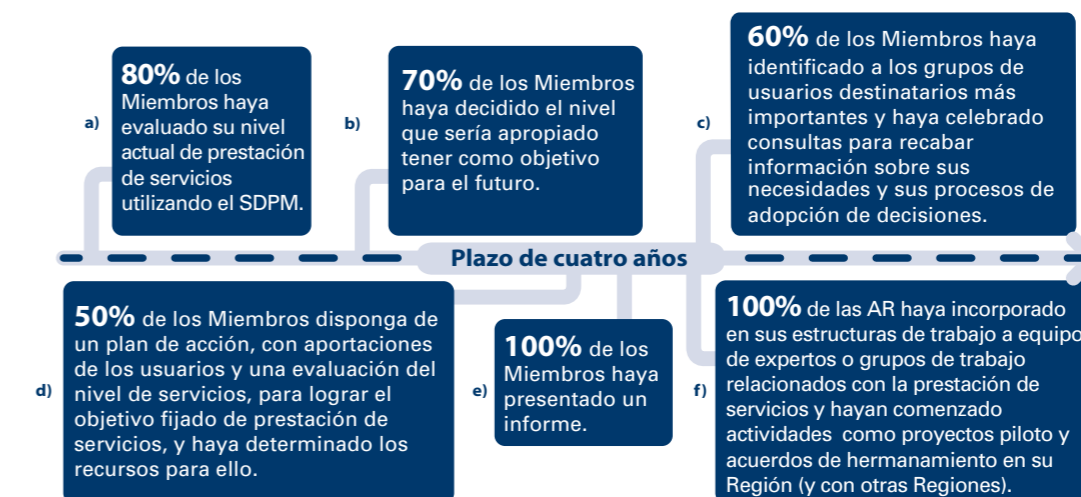 a)
80% de los
Miembros haya
evaluado su nivel
actual de prestación
de servicios
utilizando el SDPM.
b)
70% de los Miembros
haya decidido el nivel
que sería apropiado
tener como objetivo
para el futuro.
c)
60% de los Miembros haya
identificado a los grupos de
usuarios destinatarios más
importantes y haya celebrado
consultas para recabar
información sobre sus
necesidades y sus procesos de
adopción de decisiones.
Plazo de cuatro años
d)
50% de los Miembros disponga de
un plan de acción, con aportaciones
de los usuarios y una evaluación del
nivel de servicios, para lograr el
objetivo fijado de prestación de
servicios, y haya determinado los
recursos para ello.
e)
100% de los
Miembros haya
presentado un
informe.
f)
100% de las AR haya incorporado
en sus estructuras de trabajo a equipo
de expertos o grupos de trabajo
relacionados con la prestación de
servicios y hayan comenzado
actividades como proyectos piloto y
acuerdos de hermanamiento en su
Región (y con otras Regiones).